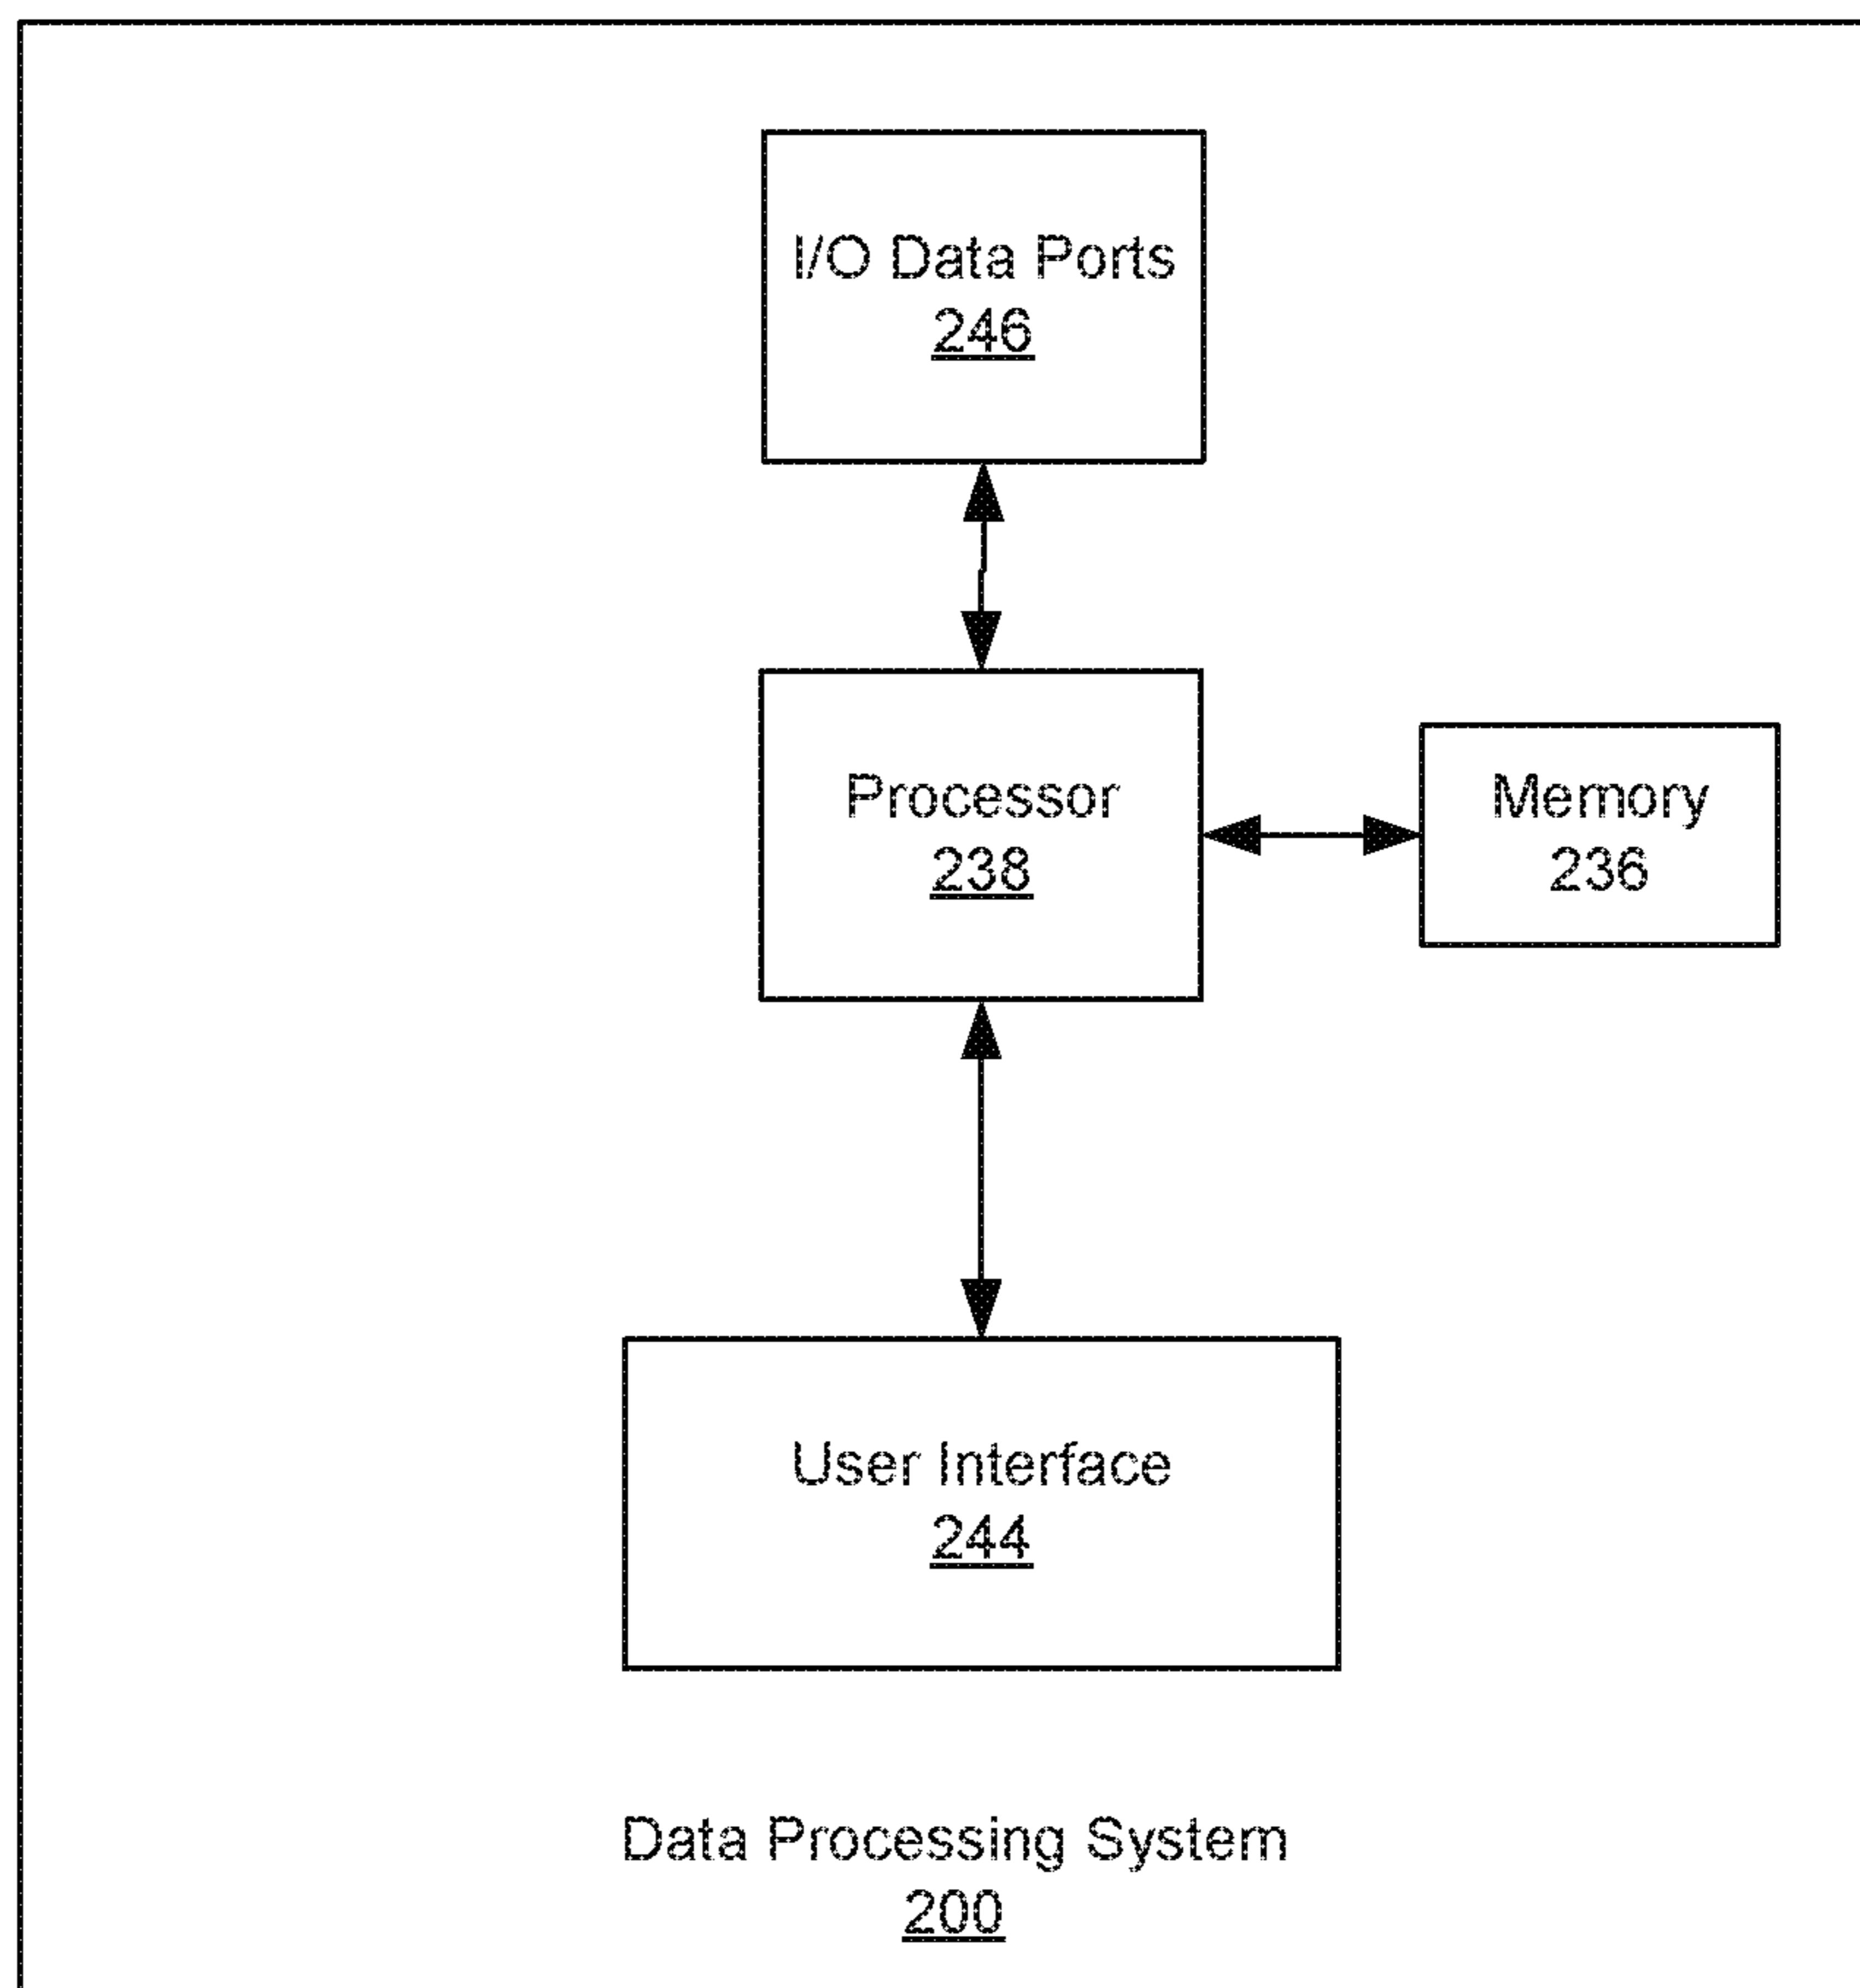 I/O Data Ports
246
Processor
238
Memory
236
User Interface
244
Data Processing System
200